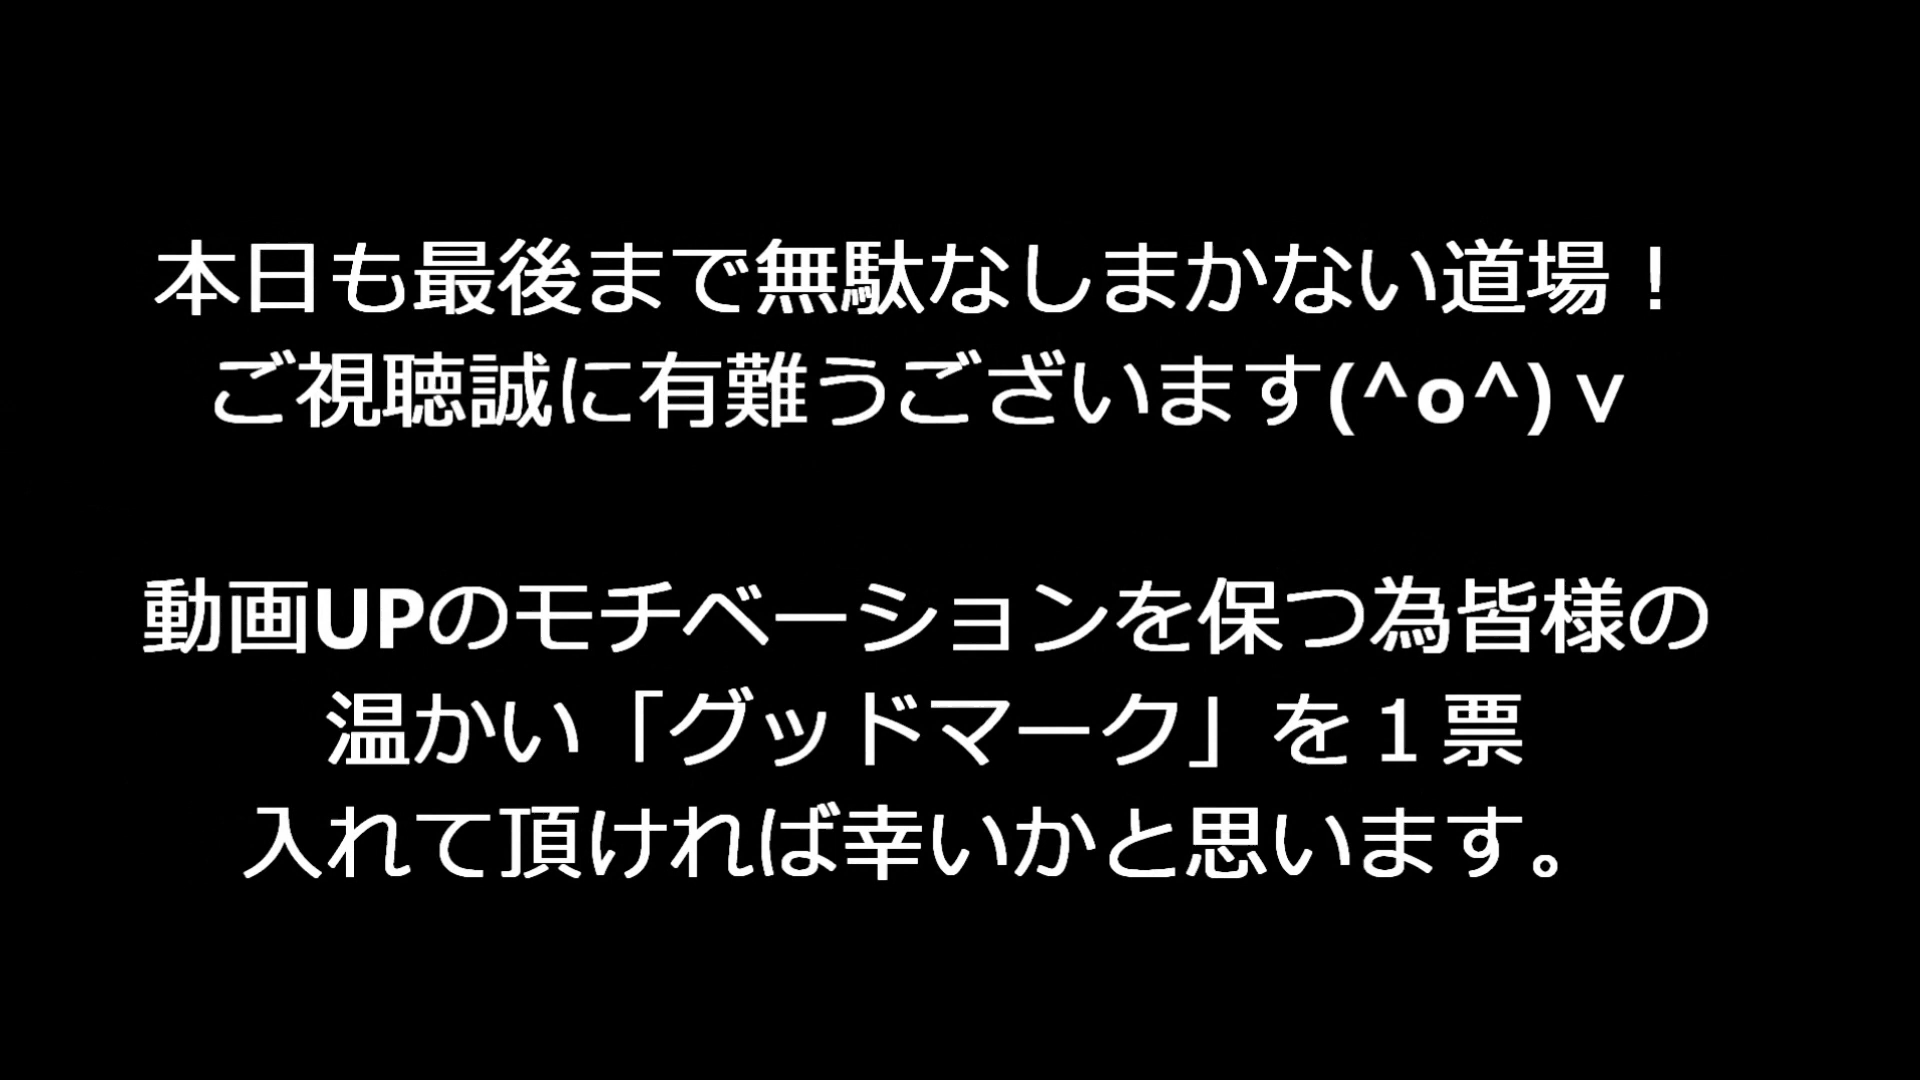 本日も最後まで無駄なしまかない道場！
ご視聴誠に有難うございます(^o^)ｖ
動画UPのモチベーションを保つ為皆様の
温かい「グッドマーク」を１票
入れて頂ければ幸いかと思います。